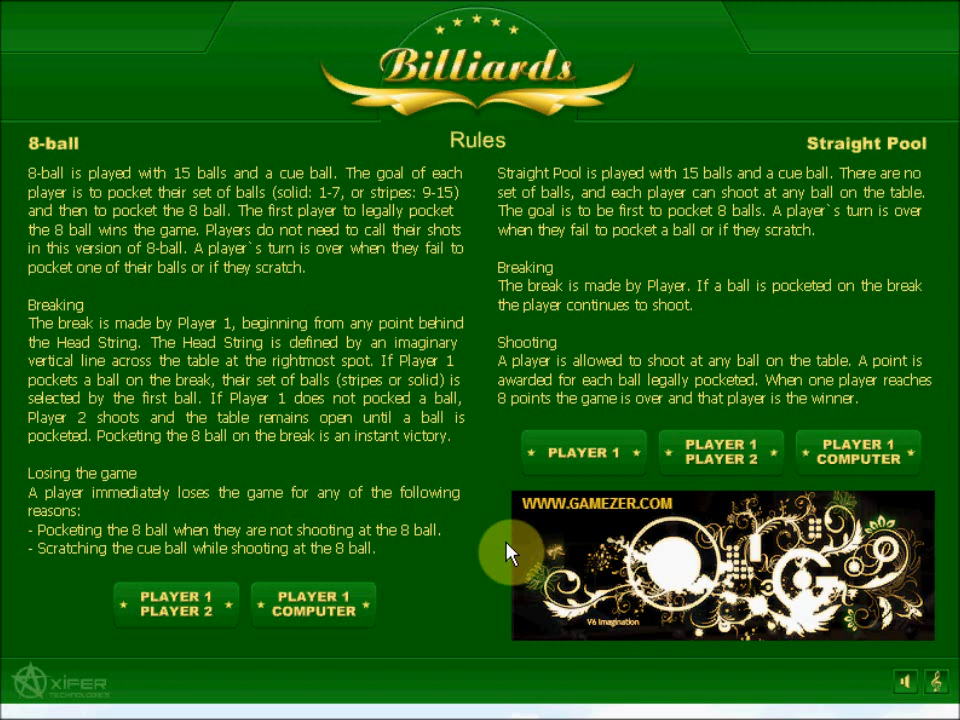 Billiards
Rules
8-ball
8-ball is played with 15 balls and a cue ball. The goal of each
player is to pocket their set of balls (solid: 1-7, or stripes: 9-15)
and then to pocket the 8 ball. The first player to legally pocket
the 8 ball wins the game. Players do not need to call their shots
in this version of 8-ball. A player`s turn is over when they fail to
pocket one of their balls or if they scratch.
Breaking
The break is made by Player 1, beginning from any point behind
the Head String. The Head String is defined by an imaginary
vertical line across the table at the rightmost spot. If Player 1
pockets a ball on the break, their set of balls (stripes or solid) is
selected by the first ball. If Player 1 does not pocked a ball,
Player 2 shoots and the table remains open until a ball is
pocketed. Pocketing the 8 ball on the break is an instant victory.
Losing the game
A player immediately loses the game for any of the following
reasons:
- Pocketing the 8 ball when they are not shooting at the 8 ball.
- Scratching the cue ball while shooting at the 8 ball.
PLAYER 1
PLAYER 2
PLAYER 1
COMPUTER
Straight Pool
Straight Pool is played with 15 balls and a cue ball. There are no
set of balls, and each player can shoot at any ball on the table.
The goal is to be first to pocket 8 balls. A player`s turn is over
when they fail to pocket a ball or if they scratch.
Breaking
The break is made by Player. If a ball is pocketed on the break
the player continues to shoot.
Shooting
A player is allowed to shoot at any ball on the table. A point is
awarded for each ball legally pocketed. When one player reaches
8 points the game is over and that player is the winner.
PLAYER 1
PLAYER 1
PLAYER 2
PLAYER 1
COMPUTER
WWW.GAMEZER.COM
V6 Imagination
XIFER
TECHNOLOGIES